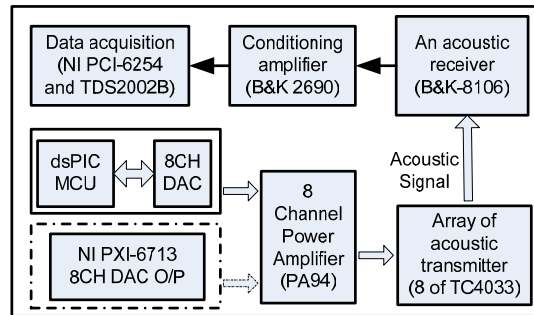 Data acquisition
(NI PCI-6254
and TDS2002B)
Conditioning
amplifier
(B&K 2690)
An acoustic
receiver
(B&K-8106)
dsPIC
MCU
8CH
DAC
NI PXI-6713
8CH DAC O/P
8
Channel
Power
Amplifier
(PA94)
Acoustic
Signal
Array of
acoustic
transmitter
(8 of TC4033)